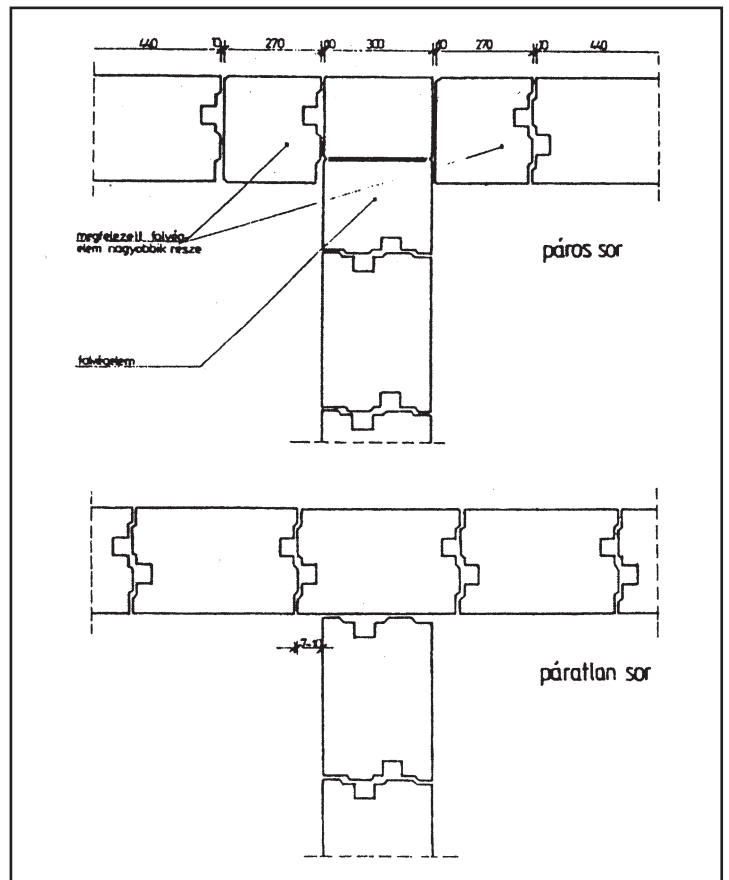 440 10 270 10 300 10 270 10 440
megfelezett falvég-
elem nagyobbik része
páros sor
falvégelem
7-10
páratlan sor